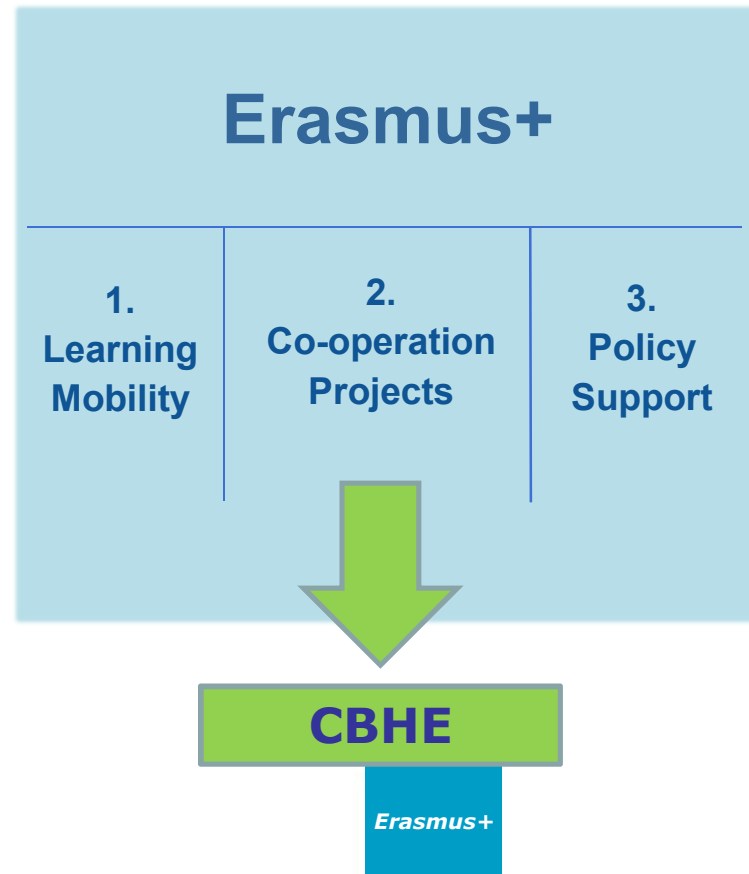 Erasmus+
1.
Learning
Mobility
2.
Co-operation
Projects
3.
Policy
Support
CBHE
Erasmus+